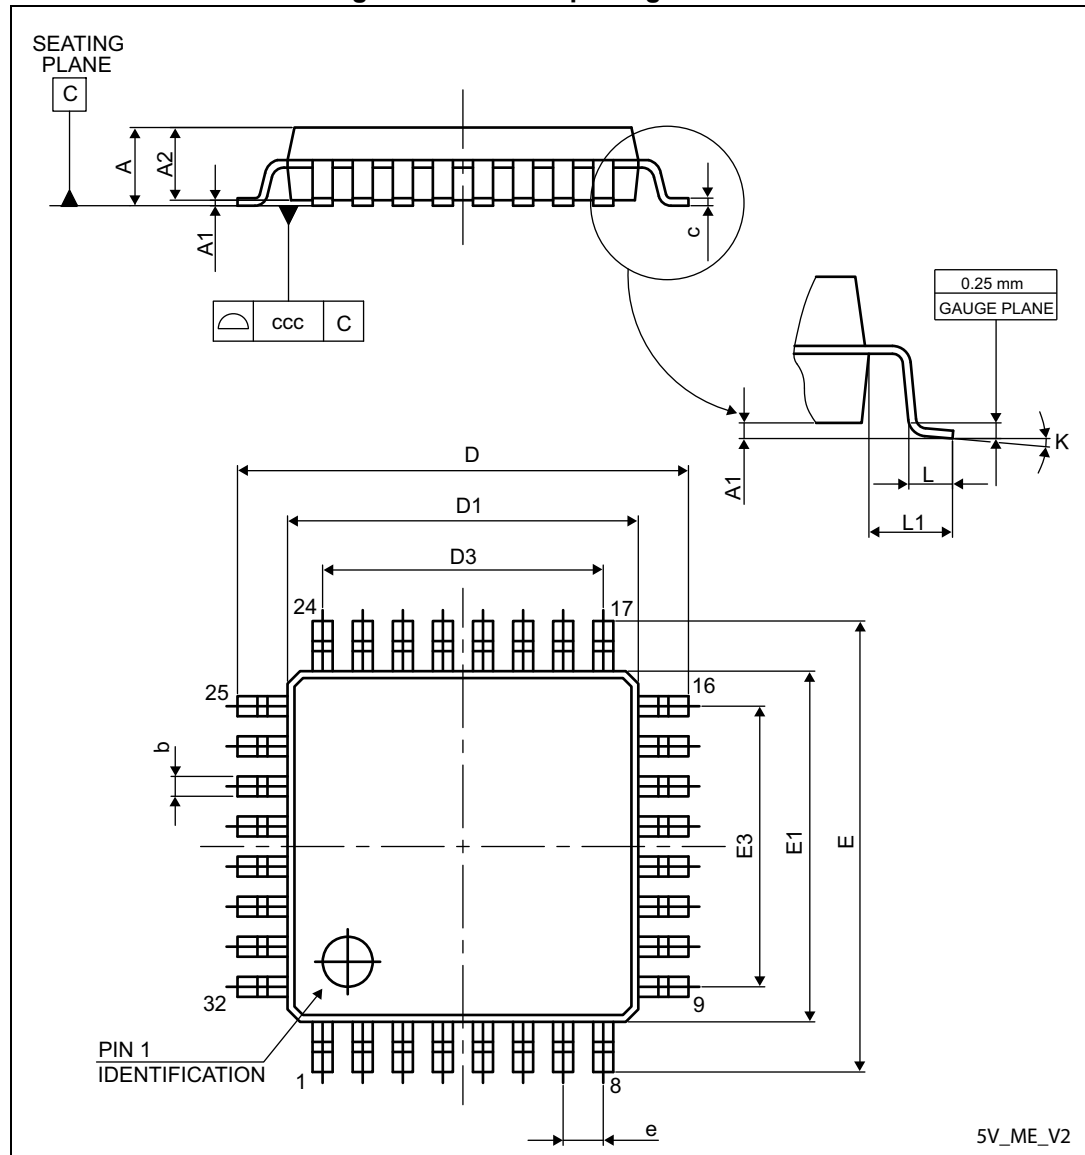 SEATING
PLANE
C
A
A2
A1
c
ccc
C
0.25 mm
GAUGE PLANE
K
A1
L
L1
D
D1
D3
24
17
25
16
b
E3
E1
E
32
9
PIN 1
IDENTIFICATION
1
8
e
5V_ME_V2